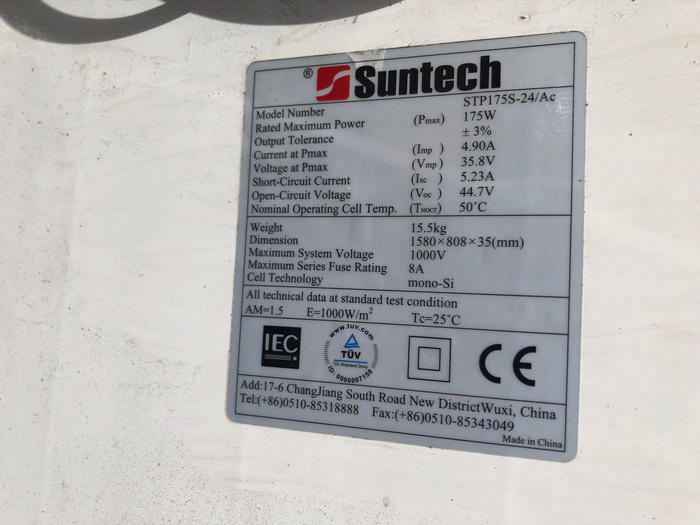 ® Suntech
Model Number STP175S-24/Ac
Rated Maximum Power (Pmax) 175W
Output Tolerance ± 3%
Current at Pmax (Imp) 4.90A
Voltage at Pmax (Vmp) 35.8V
Short-Circuit Current (Isc) 5.23A
Open-Circuit Voltage (Voc) 44.7V
Nominal Operating Cell Temp. (TNOCT) 50°C
Weight 15.5kg
Dimension 1580×808×35(mm)
Maximum System Voltage 1000V
Maximum Series Fuse Rating 8A
Cell Technology mono-Si
All technical data at standard test condition
AM=1.5 E=1000W/m² Tc=25°C
IEC
www.tuv.com
TÜV
TÜV Rheinland Group
ID: 0000007158
CE
Add:17-6 ChangJiang South Road New DistrictWuxi, China
Tel:(+86)0510-85318888 Fax:(+86)0510-85343049
Made in China